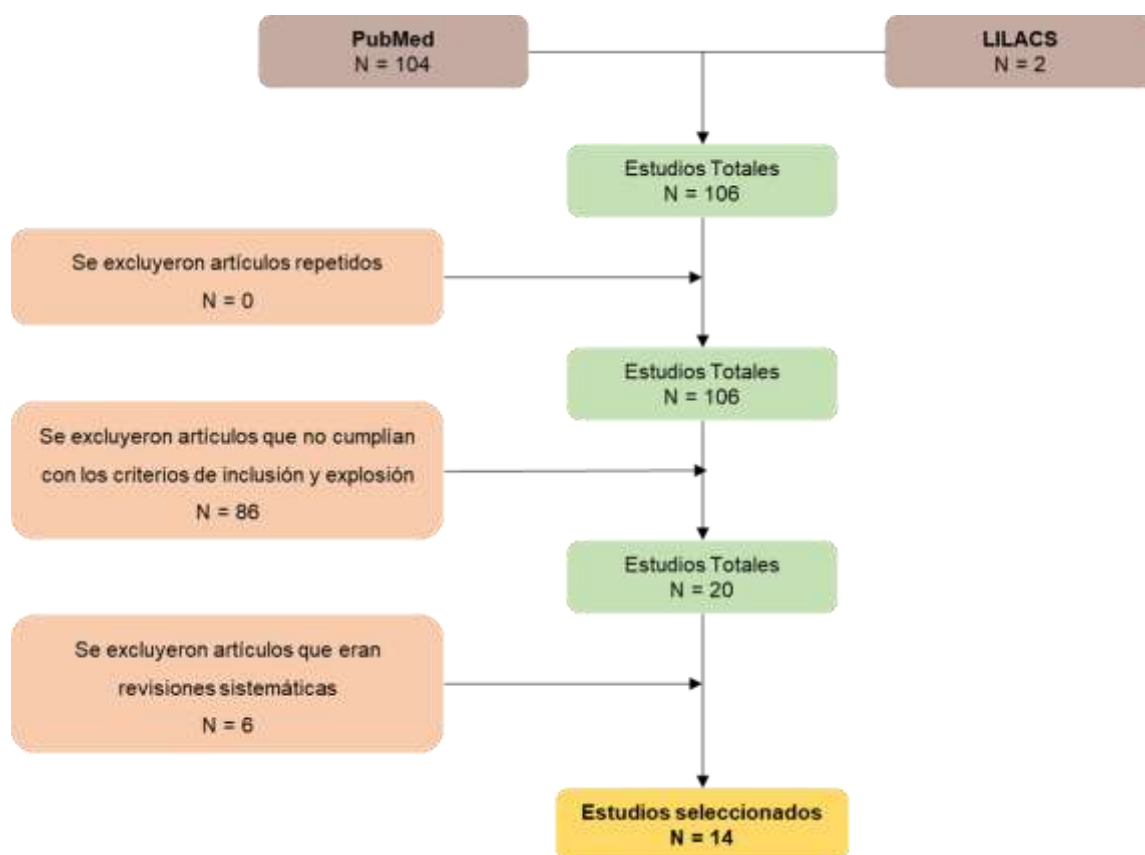 PubMed
N = 104
LILACS
N = 2
Estudios Totales
N = 106
Se excluyeron artículos repetidos
N = 0
Estudios Totales
N = 106
Se excluyeron artículos que no cumplían
con los criterios de inclusión y explosión
N = 86
Estudios Totales
N = 20
Se excluyeron artículos que eran
revisiones sistemáticas
N = 6
Estudios seleccionados
N = 14